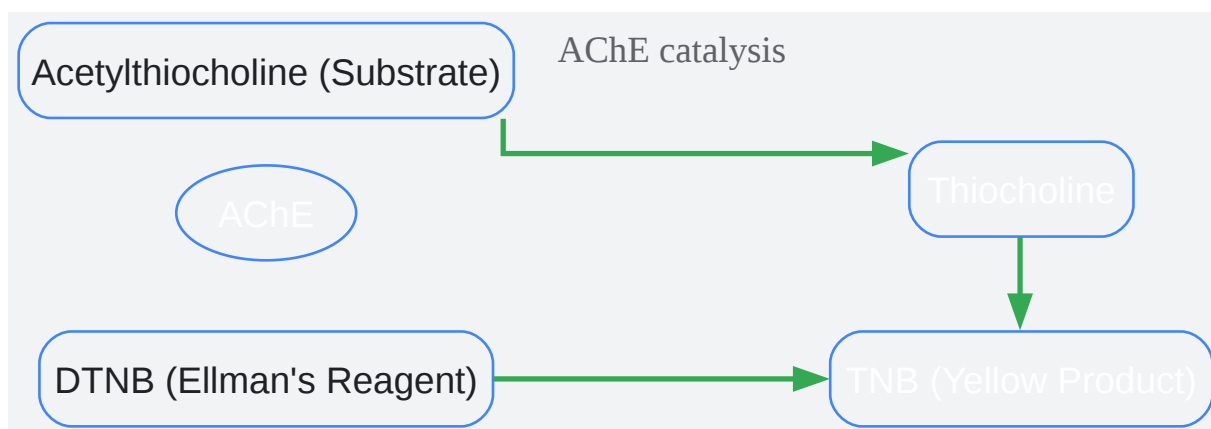 Acetylthiocholine (Substrate)
AChE catalysis
Thiocholine
AChE
DTNB (Ellman's Reagent)
TNB (Yellow Product)